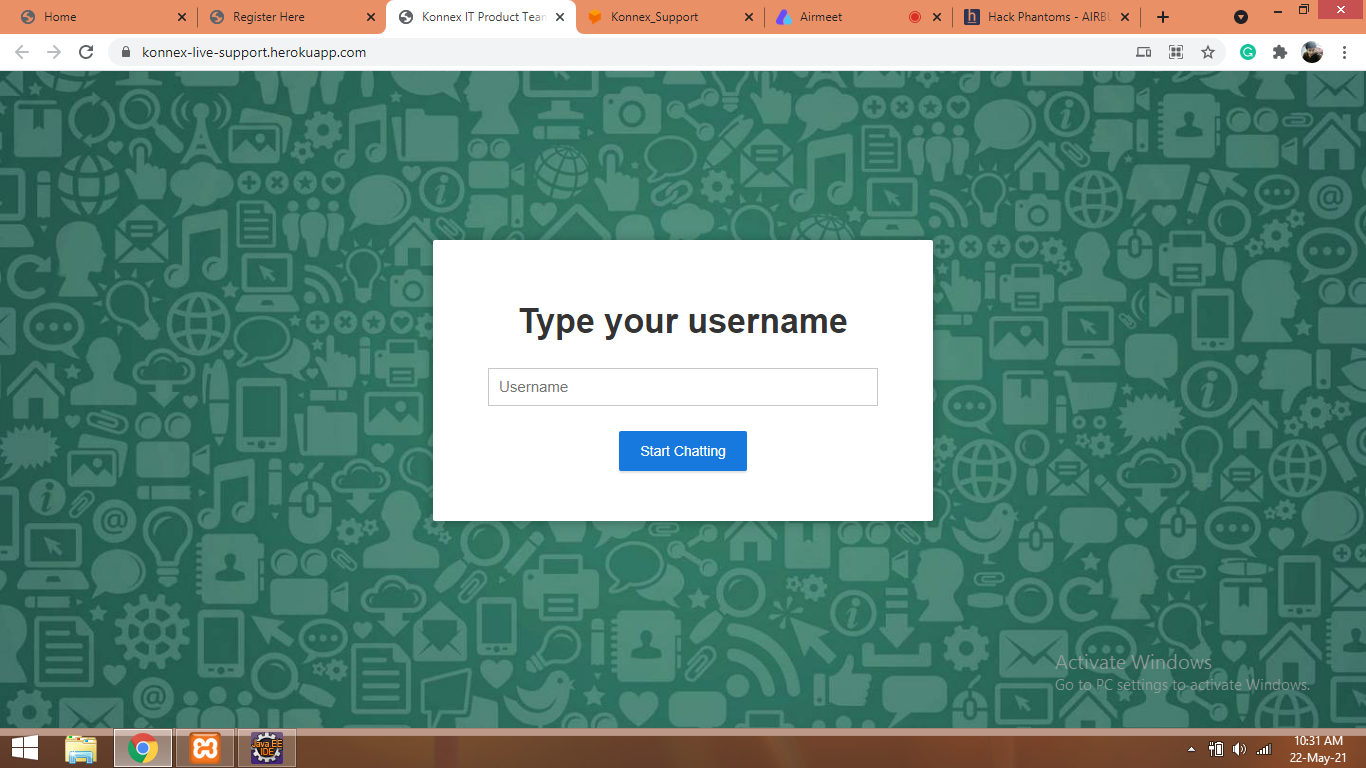 Home
Register Here
Konnex IT Product Team
Konnex_Support
Airmeet
Hack Phantoms - AIRBU
konnex-live-support.herokuapp.com
Type your username
Username
Start Chatting
Activate Windows
Go to PC settings to activate Windows.
Java EE
IDE
10:31 AM
22-May-21